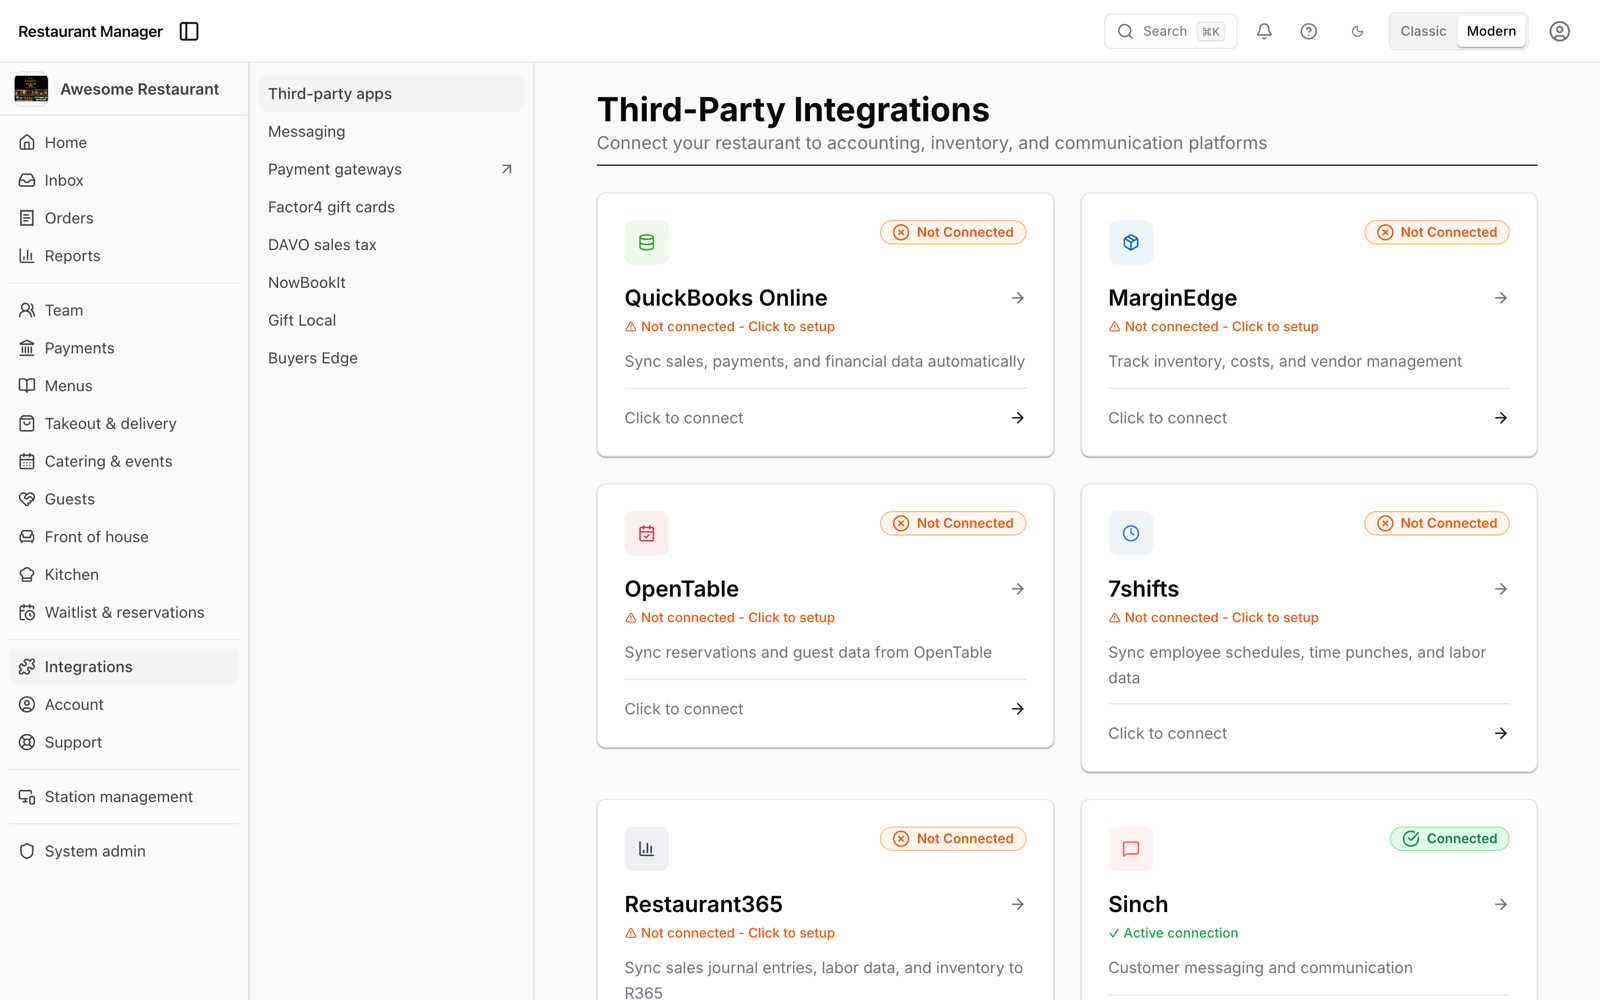 Restaurant Manager
Search ⌘K
Classic Modern
Awesome Restaurant
Home
Inbox
Orders
Reports
Team
Payments
Menus
Takeout & delivery
Catering & events
Guests
Front of house
Kitchen
Waitlist & reservations
Integrations
Account
Support
Station management
System admin
Third-party apps
Messaging
Payment gateways
Factor4 gift cards
DAVO sales tax
NowBookIt
Gift Local
Buyers Edge
Third-Party Integrations
Connect your restaurant to accounting, inventory, and communication platforms
Not Connected
QuickBooks Online
Not connected - Click to setup
Sync sales, payments, and financial data automatically
Click to connect
Not Connected
MarginEdge
Not connected - Click to setup
Track inventory, costs, and vendor management
Click to connect
Not Connected
OpenTable
Not connected - Click to setup
Sync reservations and guest data from OpenTable
Click to connect
Not Connected
7shifts
Not connected - Click to setup
Sync employee schedules, time punches, and labor
data
Click to connect
Not Connected
Restaurant365
Not connected - Click to setup
Sync sales journal entries, labor data, and inventory to
R365
Connected
Sinch
Active connection
Customer messaging and communication